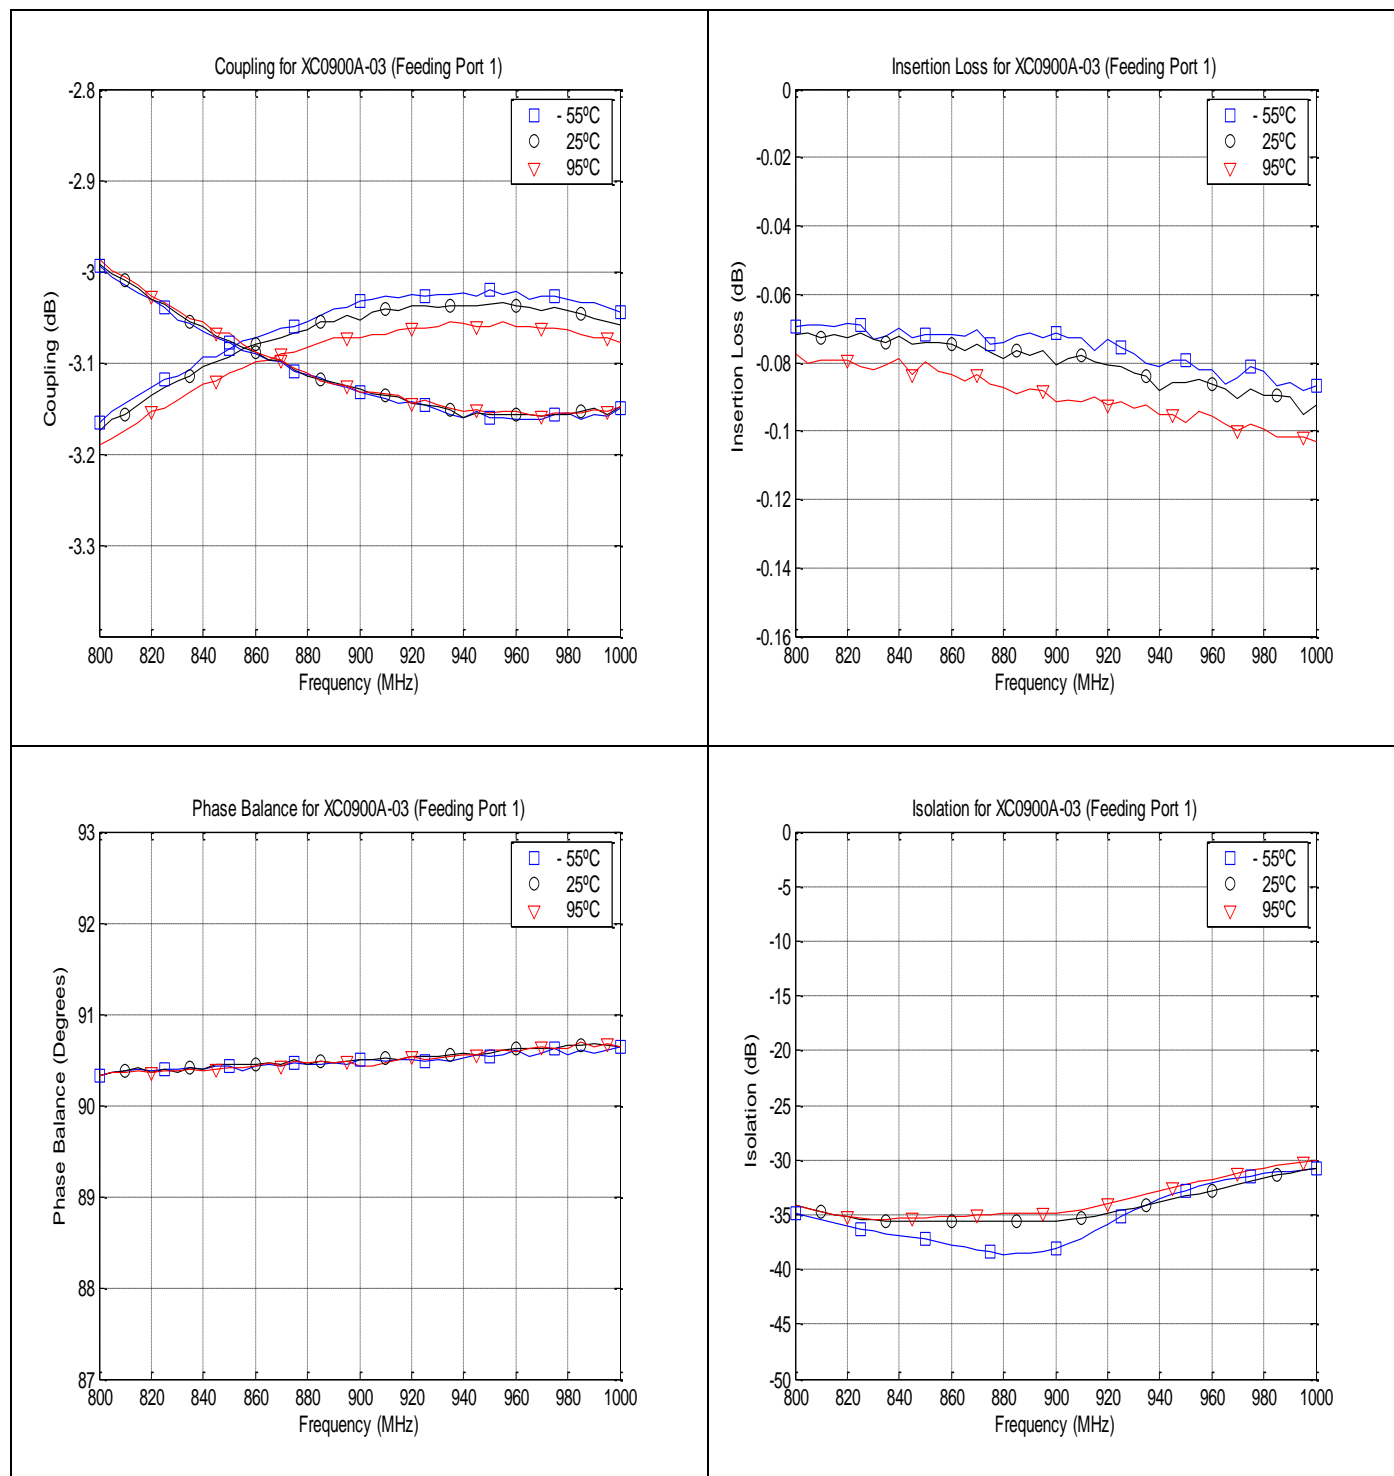 Coupling for XC0900A-03 (Feeding Port 1)
-2.8
-2.9
-3
-3.1
-3.2
-3.3
Coupling (dB)
- 55ºC
25ºC
95ºC
800 820 840 860 880 900 920 940 960 980 1000
Frequency (MHz)
Insertion Loss for XC0900A-03 (Feeding Port 1)
0
-0.02
-0.04
-0.06
-0.08
-0.1
-0.12
-0.14
-0.16
Insertion Loss (dB)
- 55ºC
25ºC
95ºC
800 820 840 860 880 900 920 940 960 980 1000
Frequency (MHz)
Phase Balance for XC0900A-03 (Feeding Port 1)
93
92
91
90
89
88
87
Phase Balance (Degrees)
- 55ºC
25ºC
95ºC
800 820 840 860 880 900 920 940 960 980 1000
Frequency (MHz)
Isolation for XC0900A-03 (Feeding Port 1)
0
-5
-10
-15
-20
-25
-30
-35
-40
-45
-50
Isolation (dB)
- 55ºC
25ºC
95ºC
800 820 840 860 880 900 920 940 960 980 1000
Frequency (MHz)